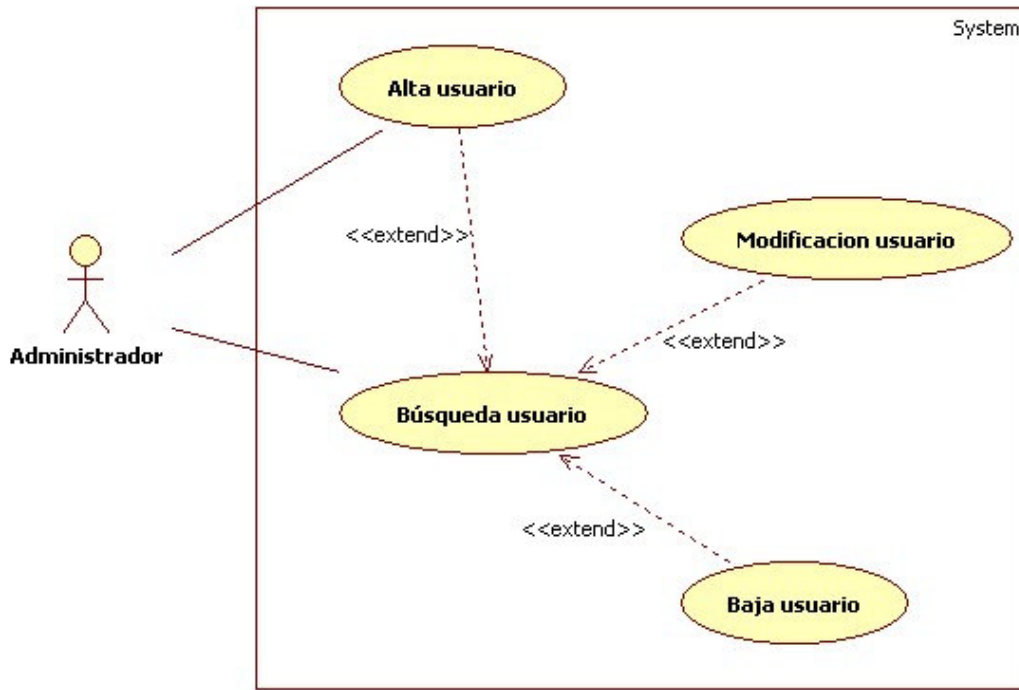 System
Alta usuario
<<extend>>
Modificacion usuario
<<extend>>
Administrador
Búsqueda usuario
<<extend>>
Baja usuario